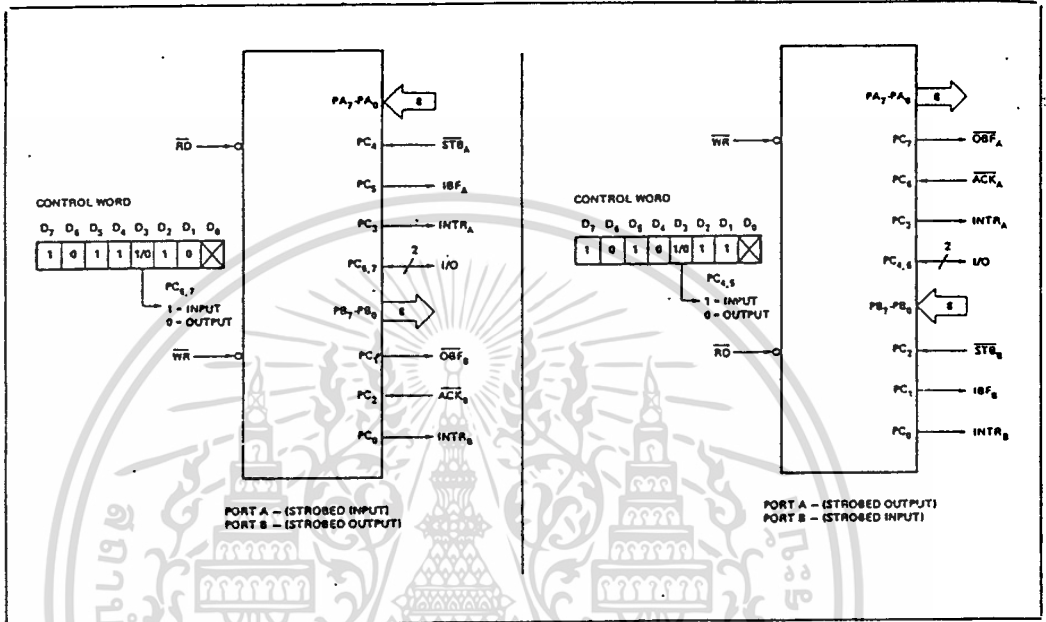 PA7-PA0
8
RD
PC4
STBA
PC5
IBFA
CONTROL WORD
D7 D6 D5 D4 D3 D2 D1 D0
1 0 1 1 1/0 1 0 X
PC3
INTRA
PC6,7
2
I/O
PC6,7
1 - INPUT
0 - OUTPUT
PB7-PB0
8
WR
PC1
OBFB
PC2
ACKB
PC0
INTRB
PORT A – (STROBED INPUT)
PORT B – (STROBED OUTPUT)
PA7-PA0
8
WR
PC7
OBFA
PC6
ACKA
CONTROL WORD
D7 D6 D5 D4 D3 D2 D1 D0
1 0 1 0 1/0 1 1 X
PC3
INTRA
PC4,5
2
I/O
PC4,5
1 - INPUT
0 - OUTPUT
PB7-PB0
8
RD
PC2
STBB
PC1
IBFB
PC0
INTRB
PORT A – (STROBED OUTPUT)
PORT B – (STROBED INPUT)